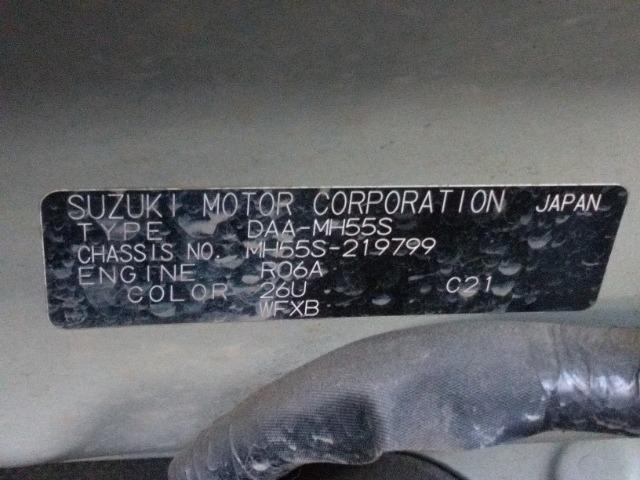 SUZUKI MOTOR CORPORATION JAPAN
TYPE DAA-MH55S
CHASSIS NO. MH55S-219799
ENGINE R06A
COLOR 26U C21
WFXB